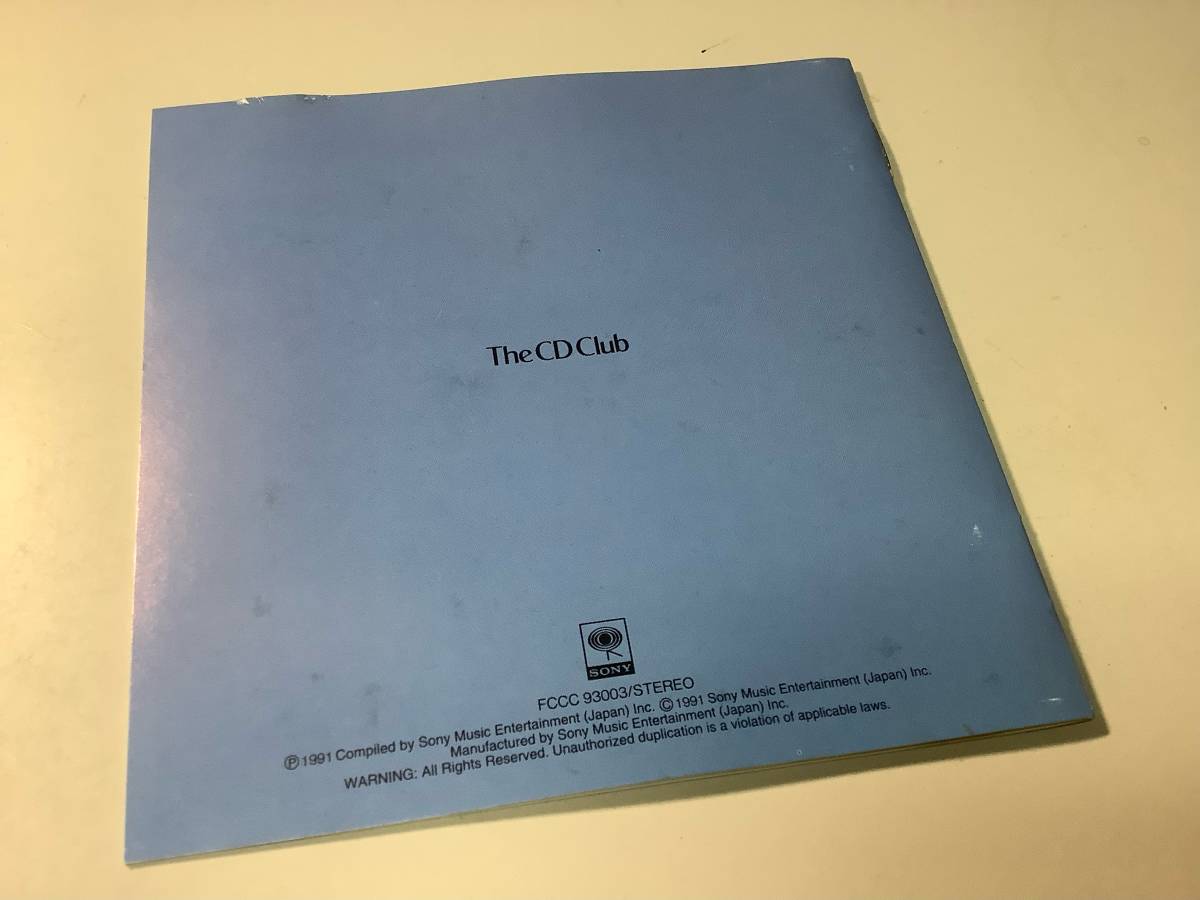 The CD Club
SONY
FCCC 93003/STEREO
Ⓟ1991 Compiled by Sony Music Entertainment (Japan) Inc. ©1991 Sony Music Entertainment (Japan) Inc.
Manufactured by Sony Music Entertainment (Japan) Inc.
WARNING: All Rights Reserved. Unauthorized duplication is a violation of applicable laws.